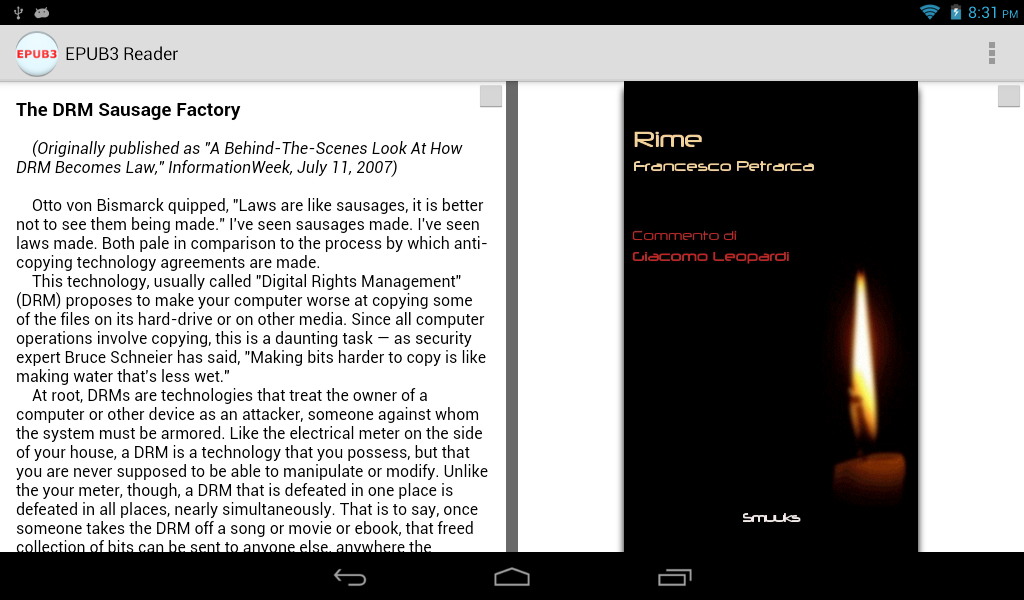 8:31 PM
EPUB3 EPUB3 Reader
The DRM Sausage Factory
(Originally published as "A Behind-The-Scenes Look At How
DRM Becomes Law," InformationWeek, July 11, 2007)
Otto von Bismarck quipped, "Laws are like sausages, it is better
not to see them being made." I've seen sausages made. I've seen
laws made. Both pale in comparison to the process by which anti-
copying technology agreements are made.
This technology, usually called "Digital Rights Management"
(DRM) proposes to make your computer worse at copying some
of the files on its hard-drive or on other media. Since all computer
operations involve copying, this is a daunting task — as security
expert Bruce Schneier has said, "Making bits harder to copy is like
making water that's less wet."
At root, DRMs are technologies that treat the owner of a
computer or other device as an attacker, someone against whom
the system must be armored. Like the electrical meter on the side
of your house, a DRM is a technology that you possess, but that
you are never supposed to be able to manipulate or modify. Unlike
the your meter, though, a DRM that is defeated in one place is
defeated in all places, nearly simultaneously. That is to say, once
someone takes the DRM off a song or movie or ebook, that freed
collection of bits can be sent to anyone else, anywhere the
Rime
Francesco Petrarca
Commento di
Giacomo Leopardi
Smuuks